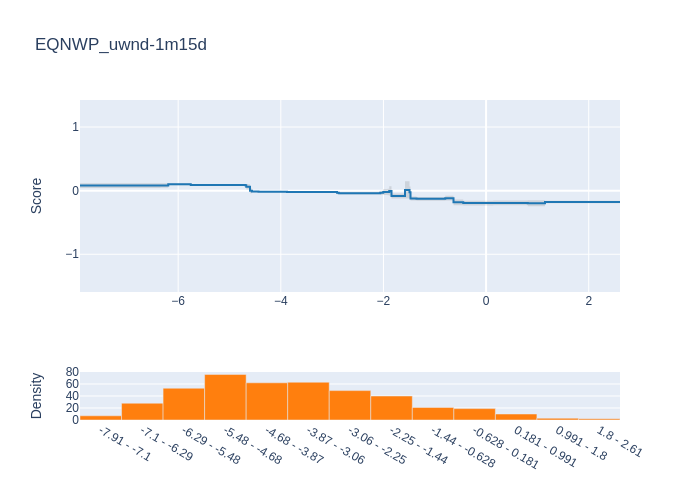 EQNWP_uwnd-1m15d
1
0
−1
Score
−6
−4
−2
0
2
80
60
40
20
0
Density
-7.91 - -7.1
-7.1 - -6.29
-6.29 - -5.48
-5.48 - -4.68
-4.68 - -3.87
-3.87 - -3.06
-3.06 - -2.25
-2.25 - -1.44
-1.44 - -0.628
-0.628 - 0.181
0.181 - 0.991
0.991 - 1.8
1.8 - 2.61